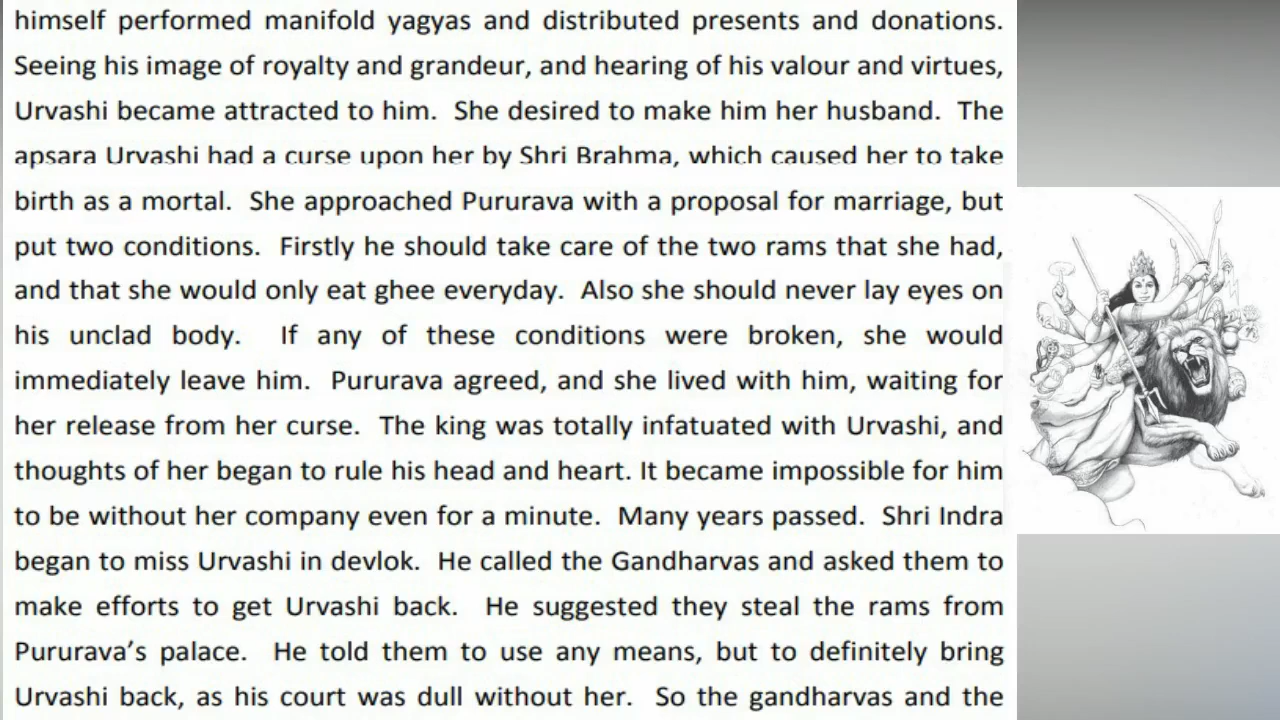 himself performed manifold yagyas and distributed presents and donations.
Seeing his image of royalty and grandeur, and hearing of his valour and virtues,
Urvashi became attracted to him. She desired to make him her husband. The
apsara Urvashi had a curse upon her by Shri Brahma, which caused her to take
birth as a mortal. She approached Pururava with a proposal for marriage, but
put two conditions. Firstly he should take care of the two rams that she had,
and that she would only eat ghee everyday. Also she should never lay eyes on
his unclad body. If any of these conditions were broken, she would
immediately leave him. Pururava agreed, and she lived with him, waiting for
her release from her curse. The king was totally infatuated with Urvashi, and
thoughts of her began to rule his head and heart. It became impossible for him
to be without her company even for a minute. Many years passed. Shri Indra
began to miss Urvashi in devlok. He called the Gandharvas and asked them to
make efforts to get Urvashi back. He suggested they steal the rams from
Pururava’s palace. He told them to use any means, but to definitely bring
Urvashi back, as his court was dull without her. So the gandharvas and the